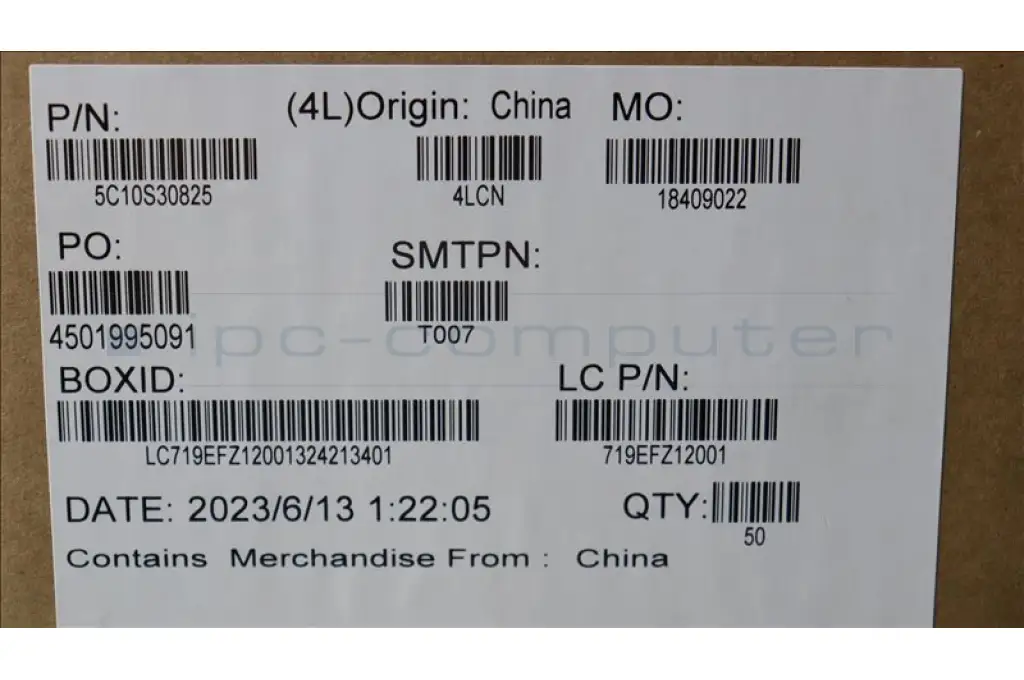 P/N: (4L)Origin: China MO:
5C10S30825 4LCN 18409022
PO: SMTPN:
4501995091 T007
ipc-computer
BOXID: LC P/N:
LC719EFZ12001324213401 719EFZ12001
DATE: 2023/6/13 1:22:05 QTY:
50
Contains Merchandise From : China